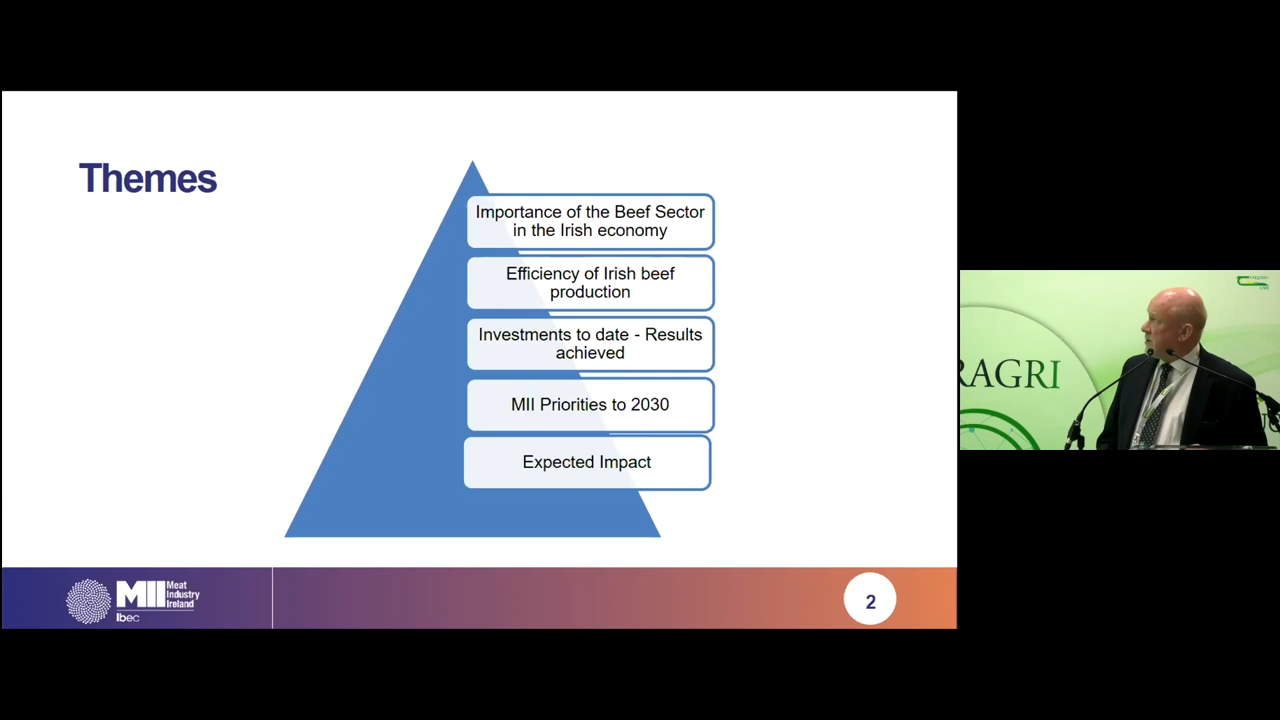 Themes
Importance of the Beef Sector
in the Irish economy
Efficiency of Irish beef
production
Investments to date - Results
achieved
MII Priorities to 2030
Expected Impact
MII
Meat
Industry
Ireland
Ibec
2
RAGRI